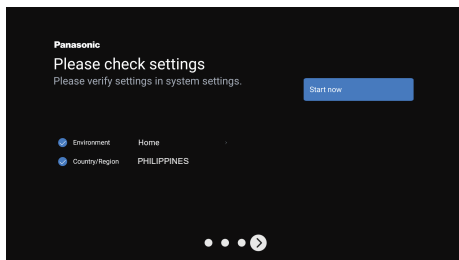 Panasonic
Please check settings
Please verify settings in system settings.
Start now
Environment Home
Country/Region PHILIPPINES